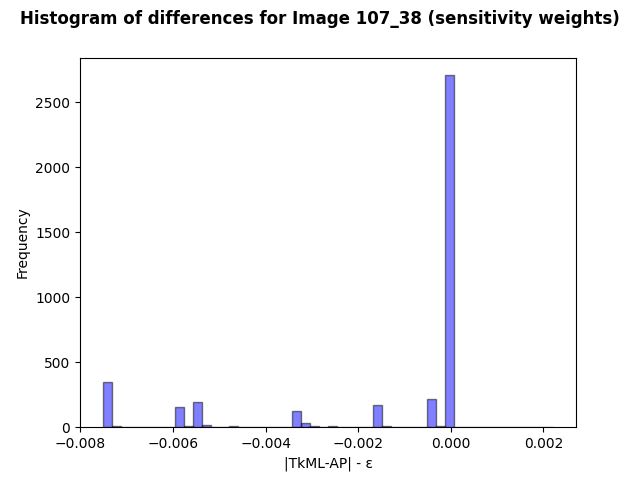 Histogram of differences for Image 107_38 (sensitivity weights)
2500
2000
1500
1000
500
0
Frequency
−0.008 −0.006 −0.004 −0.002 0.000 0.002
|TkML-AP| - ε